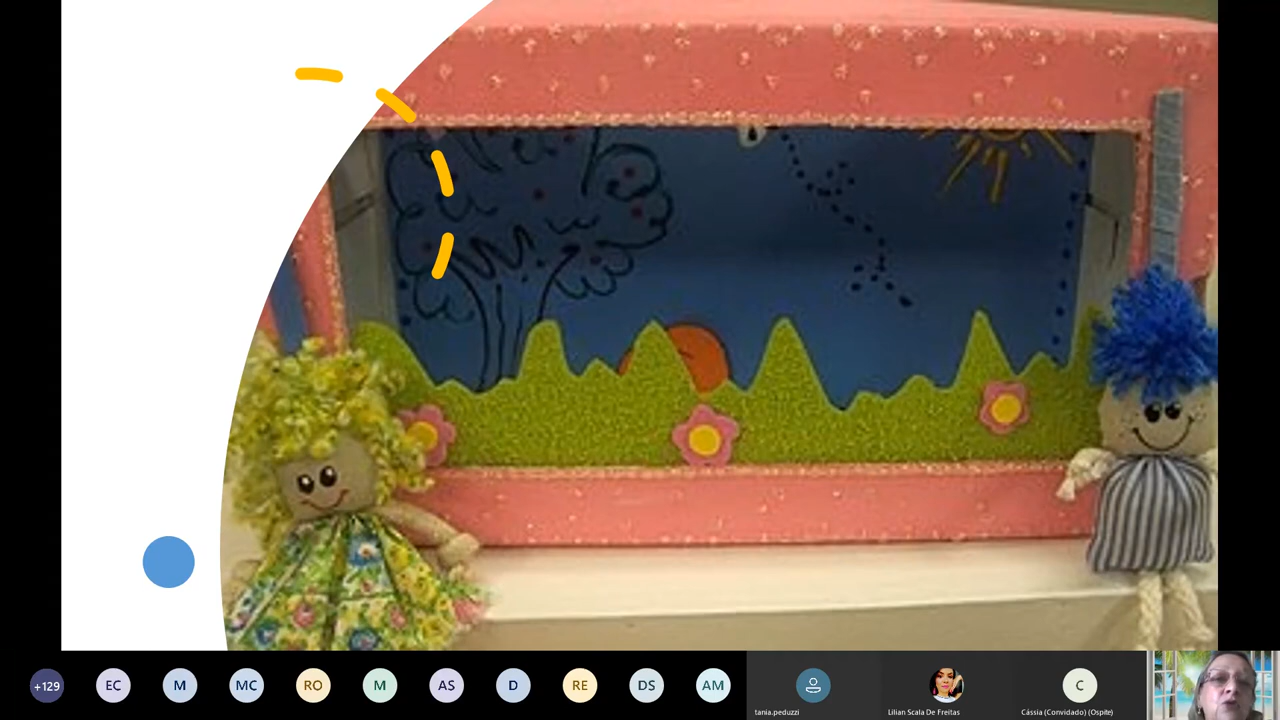 +129
EC
M
MC
RO
M
AS
D
RE
DS
AM
C
tania.peduzzi
Lilian Scala De Freitas
Cássia (Convidado) (Ospite)